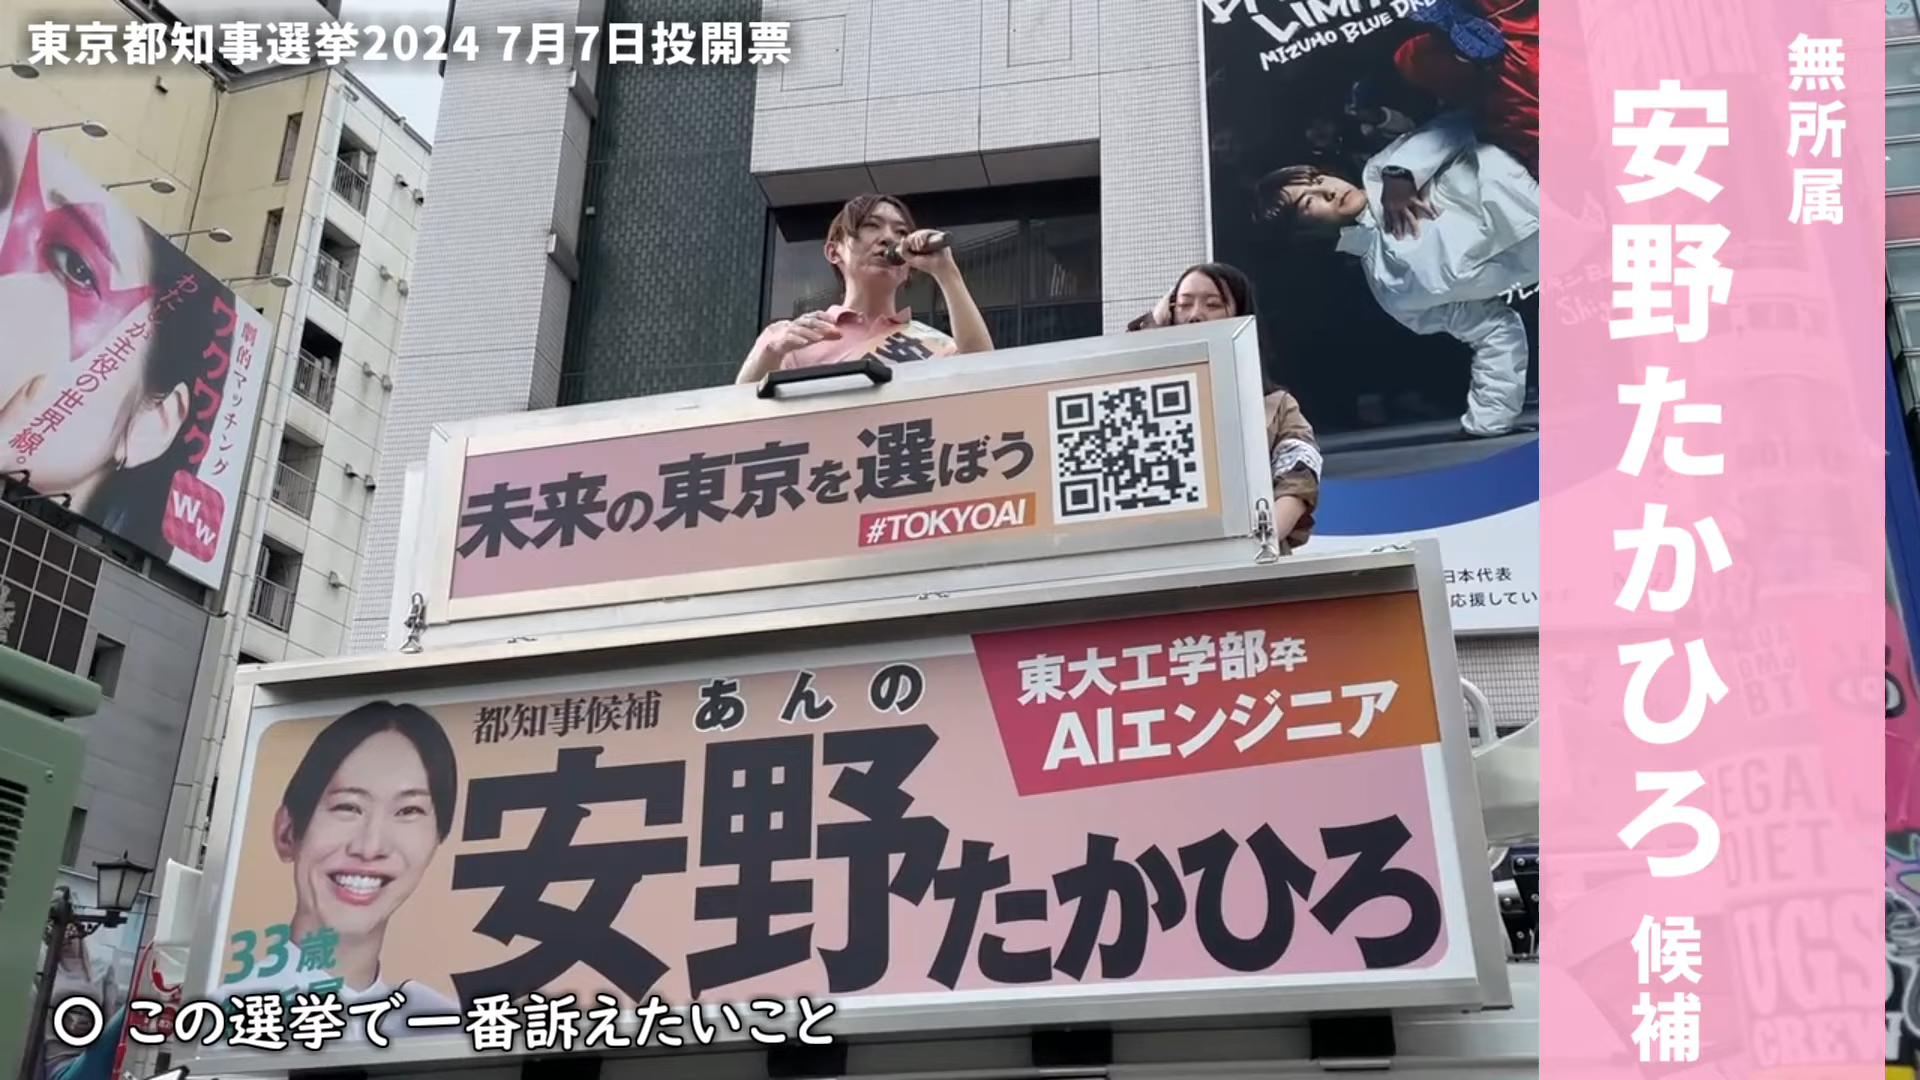 東京都知事選挙2024 7月7日投開票
無所属
安野たかひろ 候補
MIZUHO BLUE DREAM
劇的マッチング
ワクワク
わたしが主役の世界線。
WW
未来の東京を選ぼう
#TOKYOAI
日本代表
応援してい
東大工学部卒
AIエンジニア
都知事候補
あんの
安野たかひろ
33歳
〇 この選挙で一番訴えたいこと